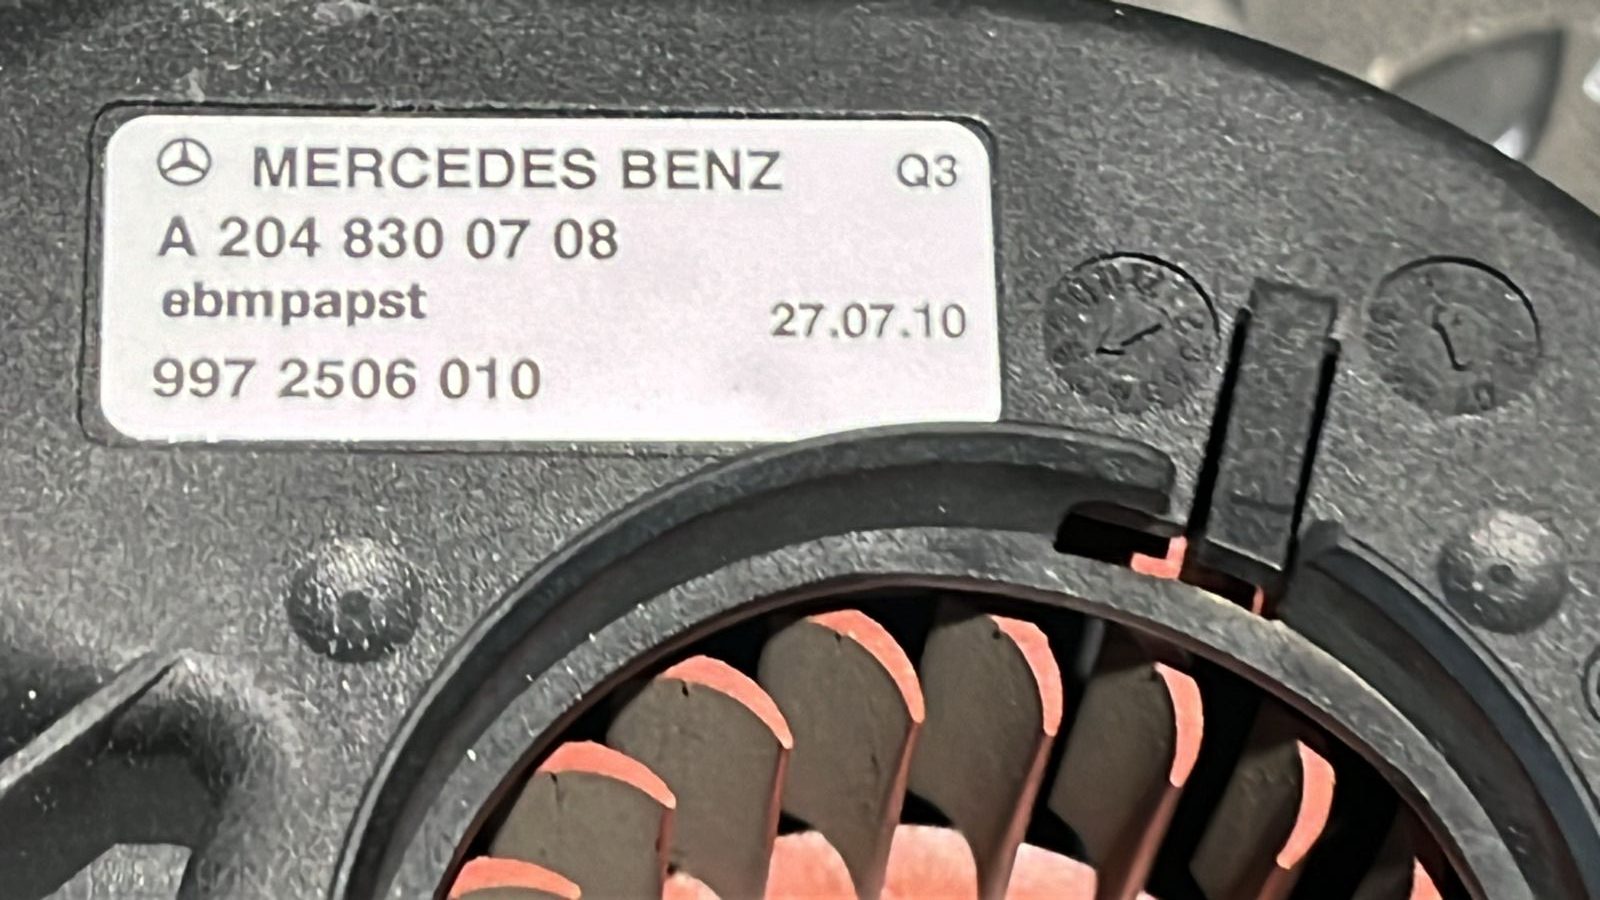 MERCEDES BENZ Q3
A 204 830 07 08
ebmpapst
27.07.10
997 2506 010